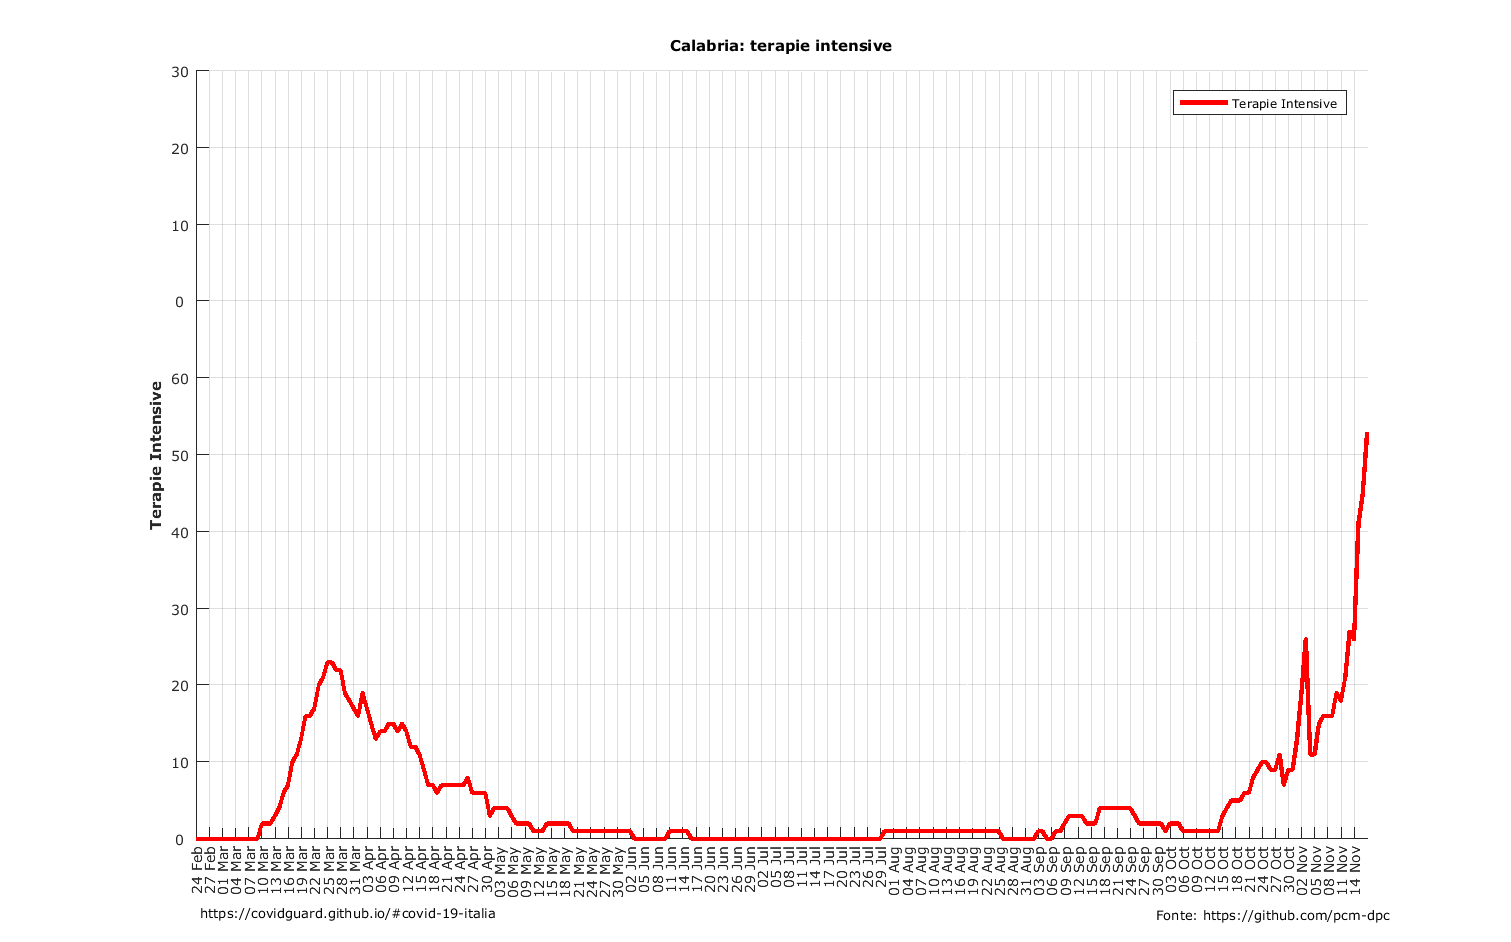 Calabria: terapie intensive
30
20
10
0
60
50
40
30
20
10
0
Terapie Intensive
Terapie Intensive
24 Feb
27 Feb
01 Mar
04 Mar
07 Mar
10 Mar
13 Mar
16 Mar
19 Mar
22 Mar
25 Mar
28 Mar
31 Mar
03 Apr
06 Apr
09 Apr
12 Apr
15 Apr
18 Apr
21 Apr
24 Apr
27 Apr
30 Apr
03 May
06 May
09 May
12 May
15 May
18 May
21 May
24 May
27 May
30 May
02 Jun
05 Jun
08 Jun
11 Jun
14 Jun
17 Jun
20 Jun
23 Jun
26 Jun
29 Jun
02 Jul
05 Jul
08 Jul
11 Jul
14 Jul
17 Jul
20 Jul
23 Jul
26 Jul
29 Jul
01 Aug
04 Aug
07 Aug
10 Aug
13 Aug
16 Aug
19 Aug
22 Aug
25 Aug
28 Aug
31 Aug
03 Sep
06 Sep
09 Sep
12 Sep
15 Sep
18 Sep
21 Sep
24 Sep
27 Sep
30 Sep
03 Oct
06 Oct
09 Oct
12 Oct
15 Oct
18 Oct
21 Oct
24 Oct
27 Oct
30 Oct
02 Nov
05 Nov
08 Nov
11 Nov
14 Nov
https://covidguard.github.io/#covid-19-italia
Fonte: https://github.com/pcm-dpc